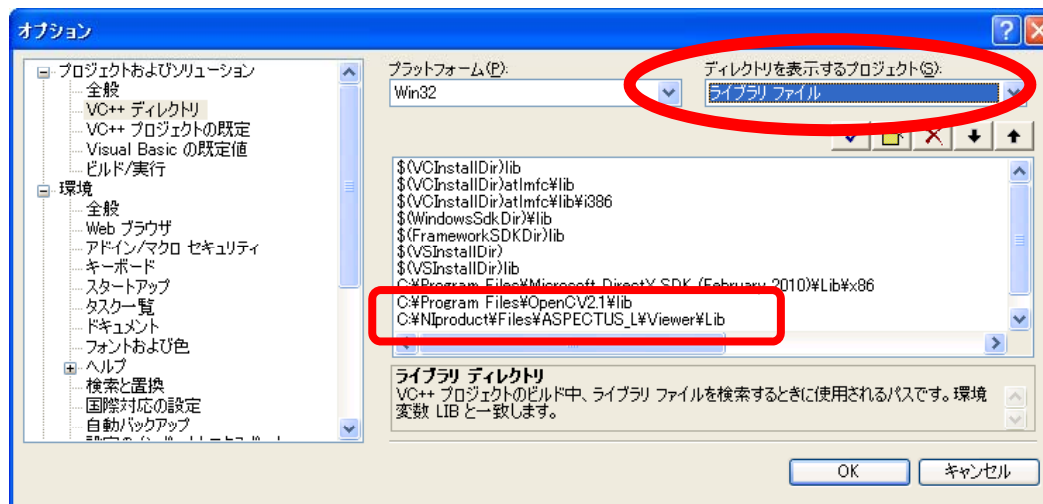 オプション
プロジェクトおよびソリューション
全般
VC++ ディレクトリ
VC++ プロジェクトの既定
Visual Basic の既定値
ビルド/実行
環境
全般
Web ブラウザ
アドイン/マクロ セキュリティ
キーボード
スタートアップ
タスク一覧
ドキュメント
フォントおよび色
ヘルプ
検索と置換
国際対応の設定
自動バックアップ
プラットフォーム(P):
Win32
ディレクトリを表示するプロジェクト(S):
ライブラリ ファイル
$(VCInstallDir)lib
$(VCInstallDir)atlmfc¥lib
$(VCInstallDir)atlmfc¥lib¥i386
$(WindowsSdkDir)¥lib
$(FrameworkSDKDir)lib
$(VSInstallDir)
$(VSInstallDir)lib
C:¥Program Files¥Microsoft DirectX SDK (February 2010)¥Lib¥x86
C:¥Program Files¥OpenCV2.1¥lib
C:¥NIproduct¥Files¥ASPECTUS_L¥Viewer¥Lib
ライブラリ ディレクトリ
VC++ プロジェクトのビルド中、ライブラリ ファイルを検索するときに使用されるパスです。環境
変数 LIB と一致します。
OK
キャンセル